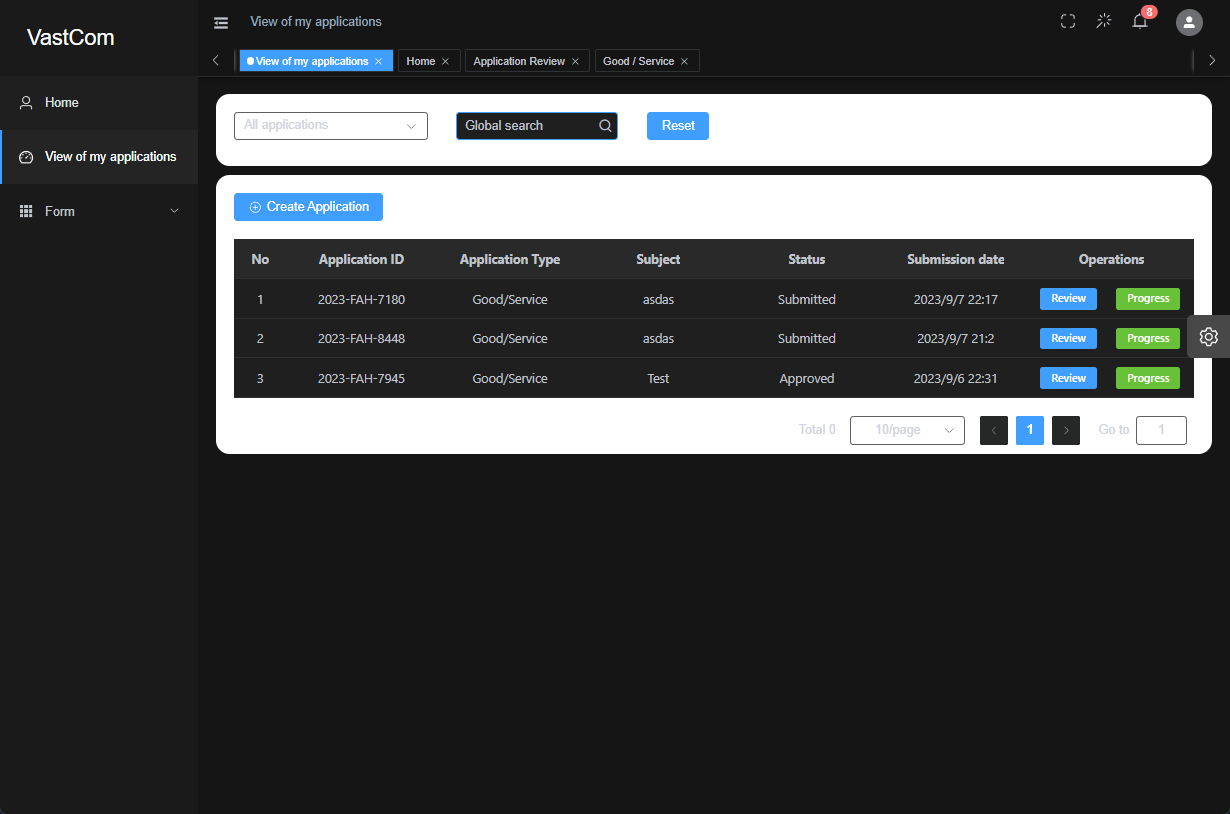 VastCom
View of my applications
8
View of my applications
Home
Application Review
Good / Service
Home
View of my applications
Form
All applications
Global search
Reset
Create Application
No Application ID Application Type Subject Status Submission date Operations
1 2023-FAH-7180 Good/Service asdas Submitted 2023/9/7 22:17 Review Progress
2 2023-FAH-8448 Good/Service asdas Submitted 2023/9/7 21:2 Review Progress
3 2023-FAH-7945 Good/Service Test Approved 2023/9/6 22:31 Review Progress
Total 0 10/page 1 Go to 1